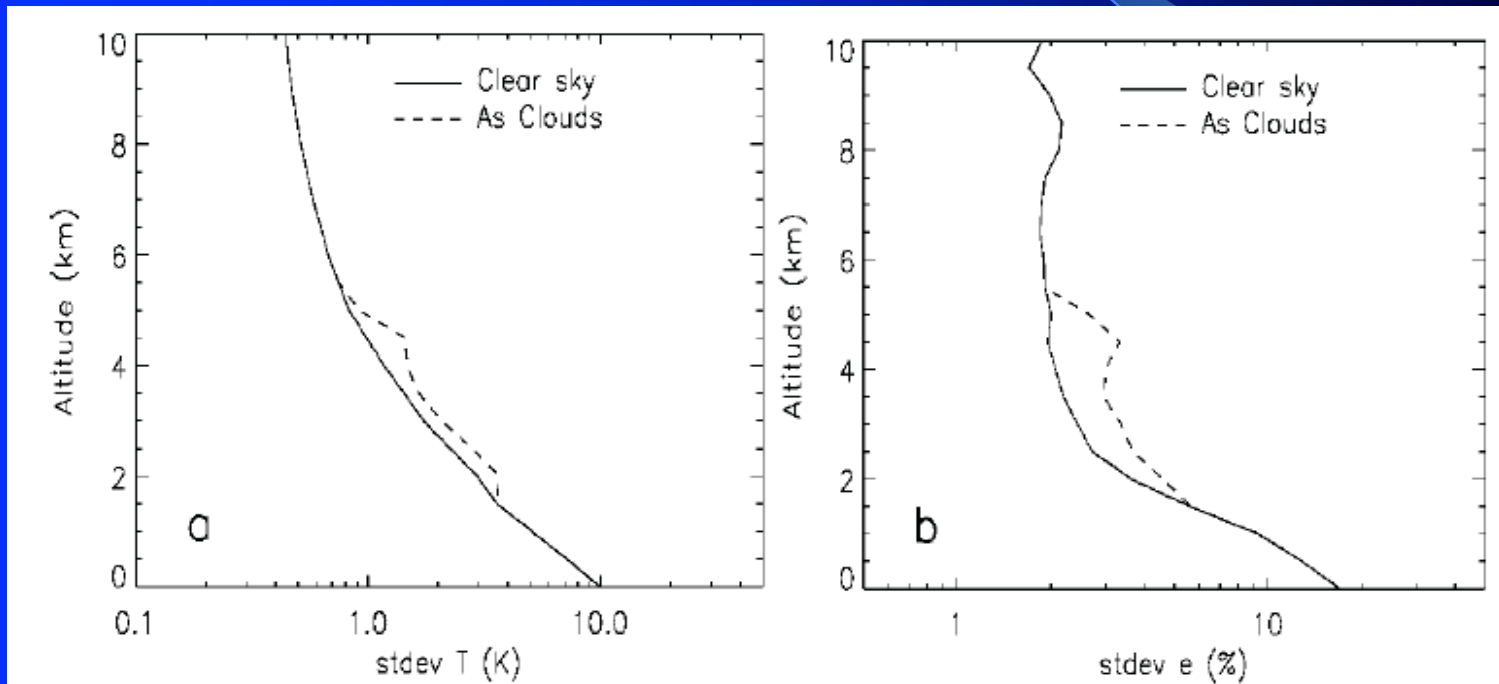 10
8
6
4
2
0
Altitude (km)
Clear sky
As Clouds
a
0.1
1.0
10.0
stdev T (K)
10
8
6
4
2
0
Altitude (km)
Clear sky
As Clouds
b
1
10
stdev e (%)